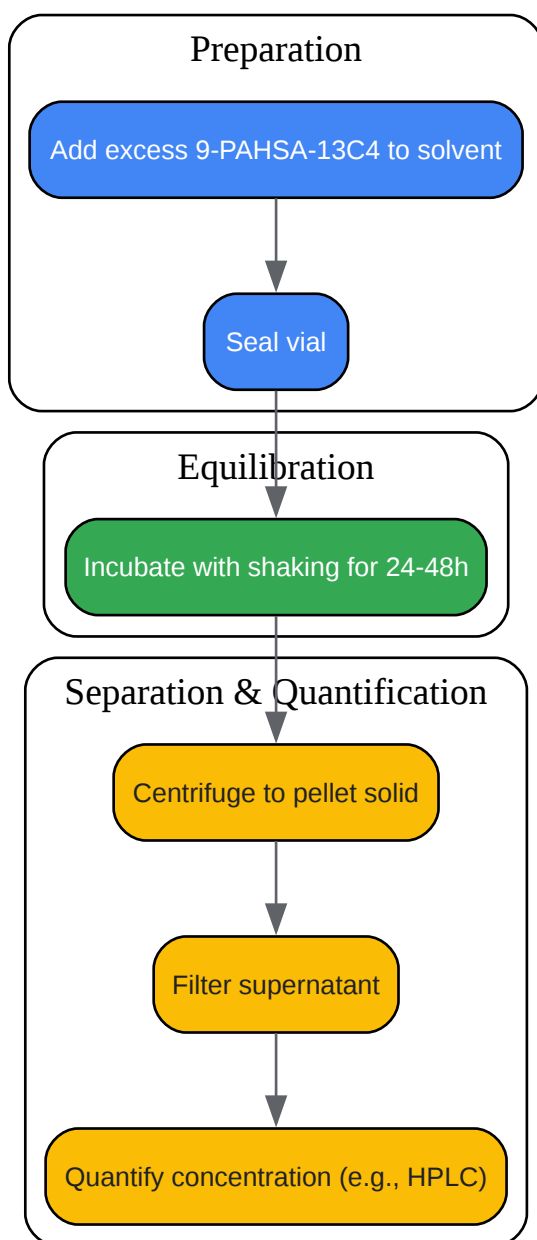 Preparation
Add excess 9-PAHSA-13C4 to solvent
Seal vial
Equilibration
Incubate with shaking for 24-48h
Separation & Quantification
Centrifuge to pellet solid
Filter supernatant
Quantify concentration (e.g., HPLC)